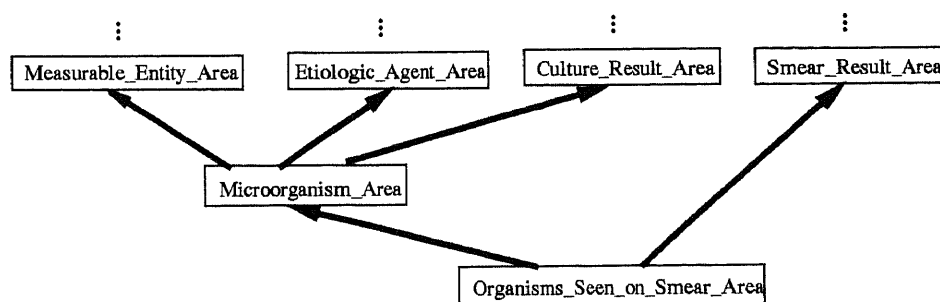 Measurable_Entity_Area
Etiologic_Agent_Area
Culture_Result_Area
Smear_Result_Area
Microorganism_Area
Organisms_Seen_on_Smear_Area